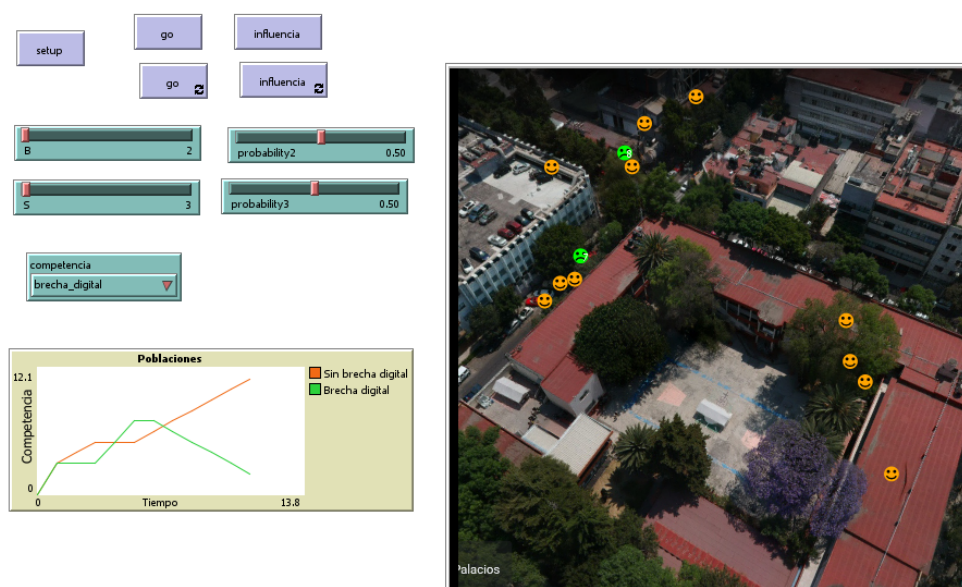 setup
go
influencia
go
influencia
B 2
probability2 0.50
S 3
probability3 0.50
competencia
brecha_digital
Poblaciones
12.1
Competencia
0
0
Tiempo
13.8
Sin brecha digital
Brecha digital
Palacios